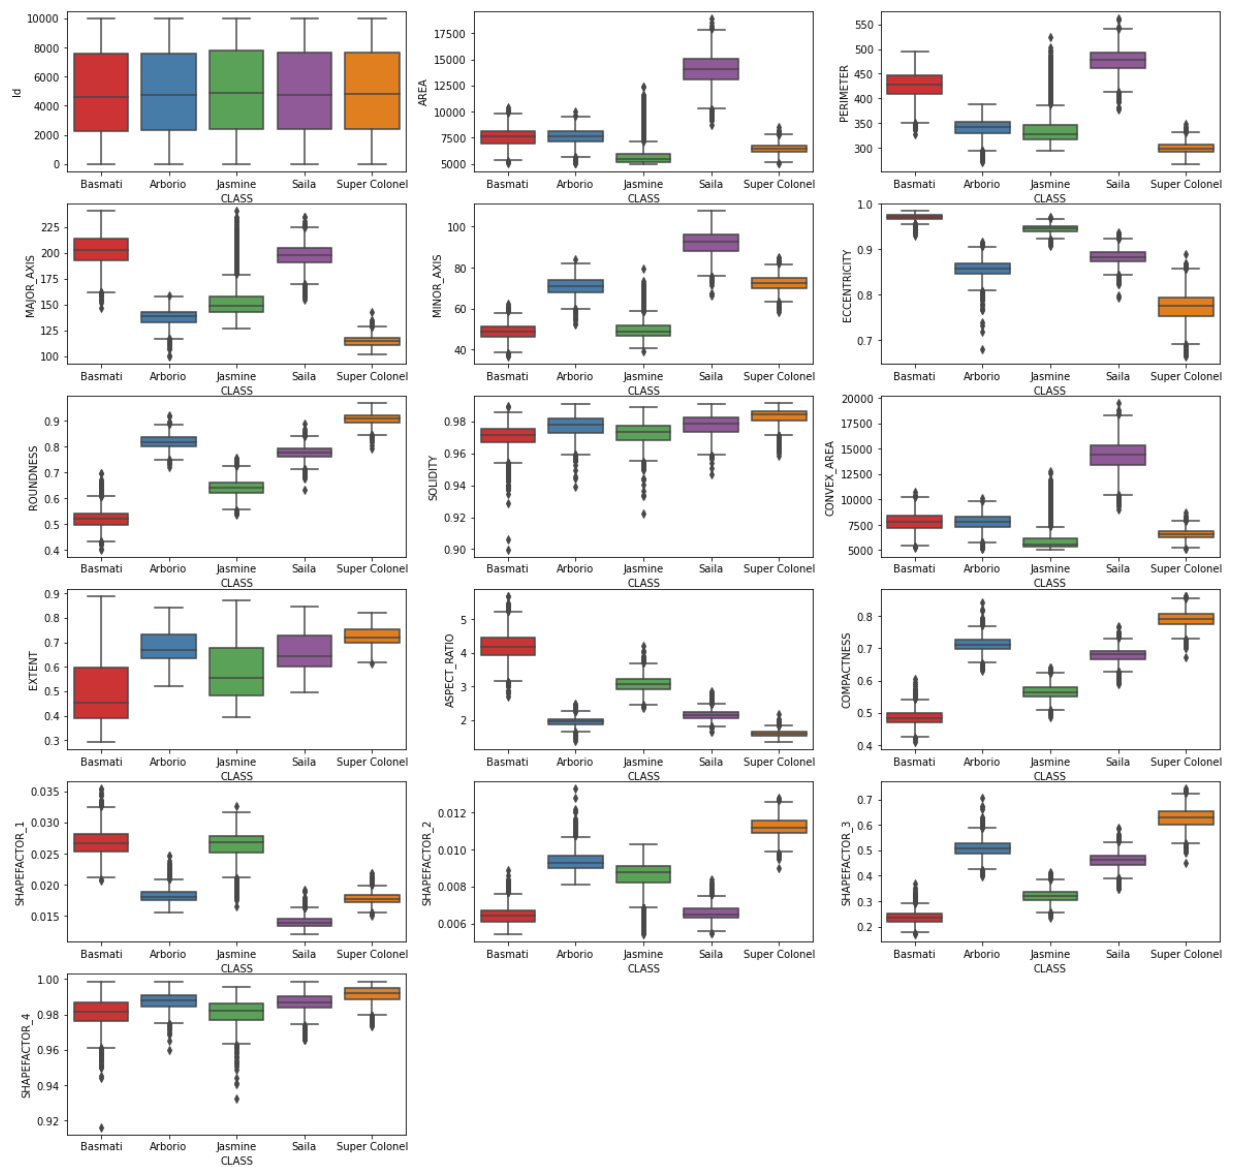 Id
10000
8000
6000
4000
2000
0
Basmati Arborio Jasmine Saila Super Colonel
CLASS
AREA
17500
15000
12500
10000
7500
5000
Basmati Arborio Jasmine Saila Super Colonel
CLASS
PERIMETER
550
500
450
400
350
300
Basmati Arborio Jasmine Saila Super Colonel
CLASS
MAJOR_AXIS
225
200
175
150
125
100
Basmati Arborio Jasmine Saila Super Colonel
CLASS
MINOR_AXIS
100
80
60
40
Basmati Arborio Jasmine Saila Super Colonel
CLASS
ECCENTRICITY
1.0
0.9
0.8
0.7
Basmati Arborio Jasmine Saila Super Colonel
CLASS
ROUNDNESS
0.9
0.8
0.7
0.6
0.5
0.4
Basmati Arborio Jasmine Saila Super Colonel
CLASS
SOLIDITY
0.98
0.96
0.94
0.92
0.90
Basmati Arborio Jasmine Saila Super Colonel
CLASS
CONVEX_AREA
20000
17500
15000
12500
10000
7500
5000
Basmati Arborio Jasmine Saila Super Colonel
CLASS
EXTENT
0.9
0.8
0.7
0.6
0.5
0.4
0.3
Basmati Arborio Jasmine Saila Super Colonel
CLASS
ASPECT_RATIO
5
4
3
2
Basmati Arborio Jasmine Saila Super Colonel
CLASS
COMPACTNESS
0.8
0.7
0.6
0.5
0.4
Basmati Arborio Jasmine Saila Super Colonel
CLASS
SHAPEFACTOR_1
0.035
0.030
0.025
0.020
0.015
Basmati Arborio Jasmine Saila Super Colonel
CLASS
SHAPEFACTOR_2
0.012
0.010
0.008
0.006
Basmati Arborio Jasmine Saila Super Colonel
CLASS
SHAPEFACTOR_3
0.7
0.6
0.5
0.4
0.3
0.2
Basmati Arborio Jasmine Saila Super Colonel
CLASS
SHAPEFACTOR_4
1.00
0.98
0.96
0.94
0.92
Basmati Arborio Jasmine Saila Super Colonel
CLASS